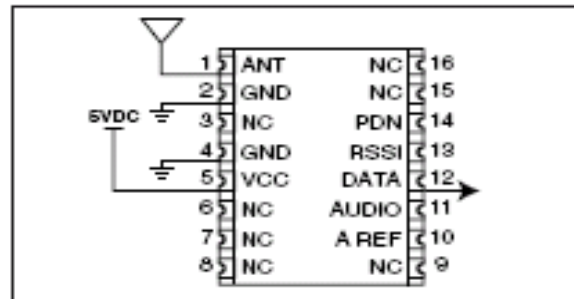 1 ANT NC 16
2 GND NC 15
5VDC
3 NC PDN 14
4 GND RSSI 13
5 VCC DATA 12
6 NC AUDIO 11
7 NC A REF 10
8 NC NC 9